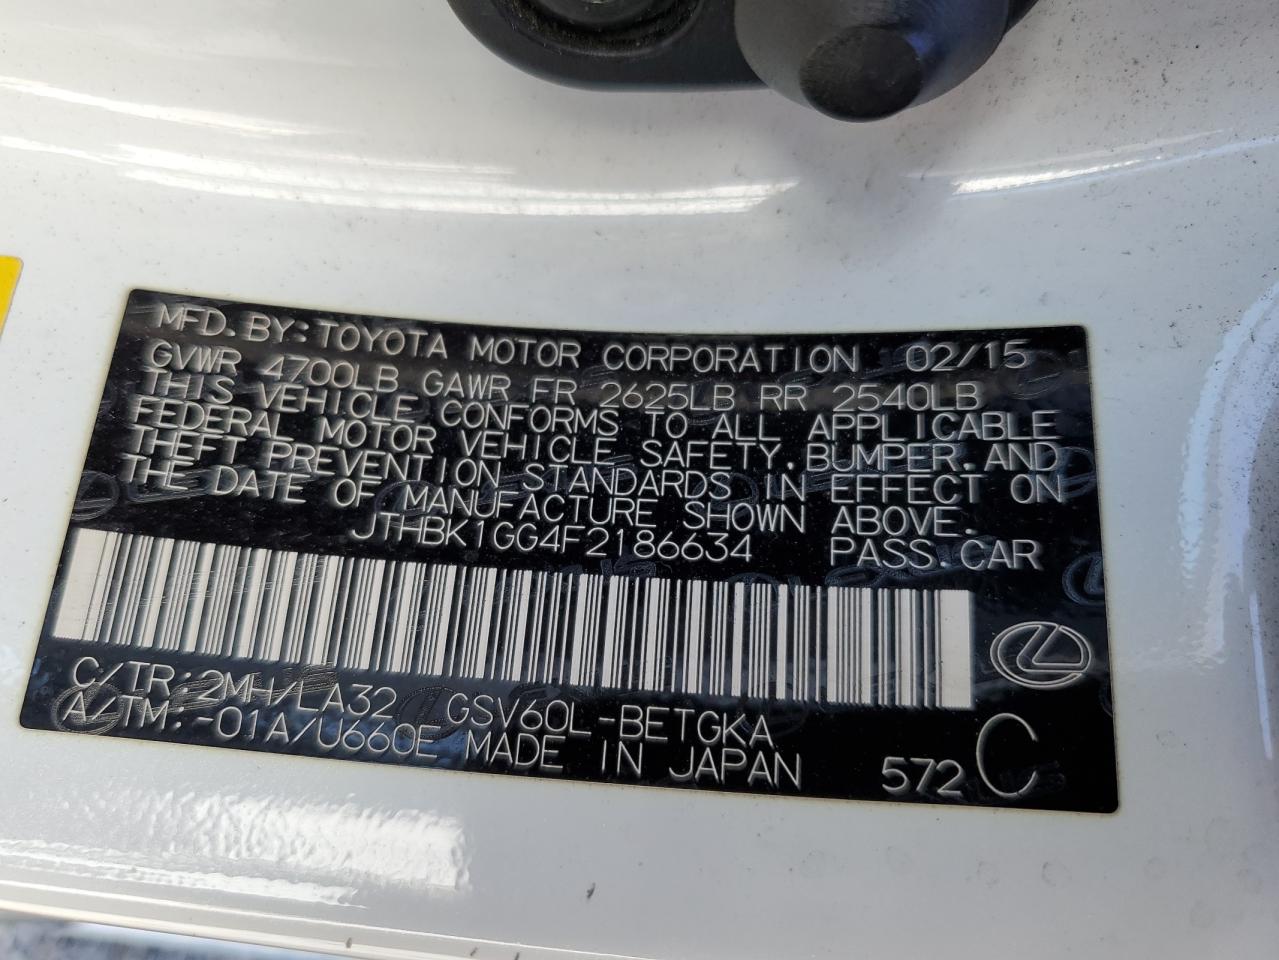 MFD. BY: TOYOTA MOTOR CORPORATION 02/15
GVWR 4700LB GAWR FR 2625LB RR 2540LB
THIS VEHICLE CONFORMS TO ALL APPLICABLE
FEDERAL MOTOR VEHICLE SAFETY, BUMPER, AND
THEFT PREVENTION STANDARDS IN EFFECT ON
THE DATE OF MANUFACTURE SHOWN ABOVE.
JTHBK1GG4F2186634 PASS. CAR
C/TR: 2MH/LA32 GSV60L-BETGKA
A/TM: -01A/U660E MADE IN JAPAN 572 C